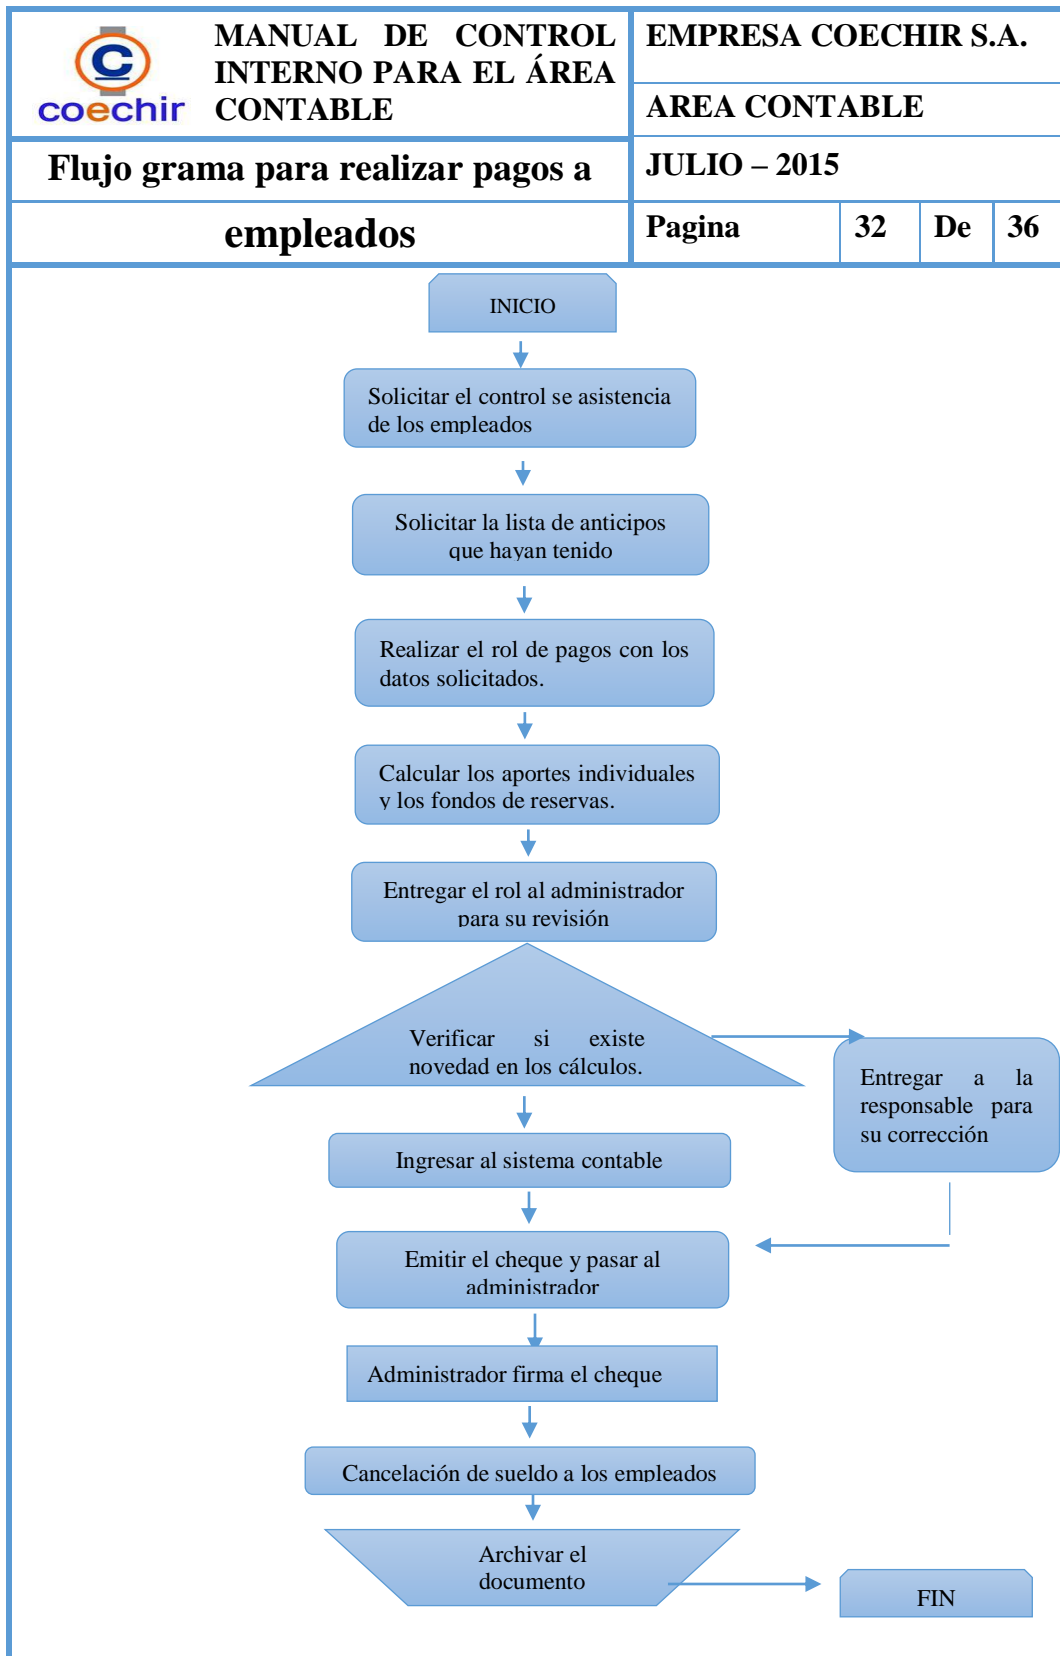 C
coechir
MANUAL DE CONTROL
INTERNO PARA EL ÁREA
CONTABLE
EMPRESA COECHIR S.A.
AREA CONTABLE
Flujo grama para realizar pagos a
empleados
JULIO – 2015
Pagina 32 De 36
INICIO
Solicitar el control se asistencia
de los empleados
Solicitar la lista de anticipos
que hayan tenido
Realizar el rol de pagos con los
datos solicitados.
Calcular los aportes individuales
y los fondos de reservas.
Entregar el rol al administrador
para su revisión
Verificar si existe
novedad en los cálculos.
Entregar a la
responsable para
su corrección
Ingresar al sistema contable
Emitir el cheque y pasar al
administrador
Administrador firma el cheque
Cancelación de sueldo a los empleados
Archivar el
documento
FIN